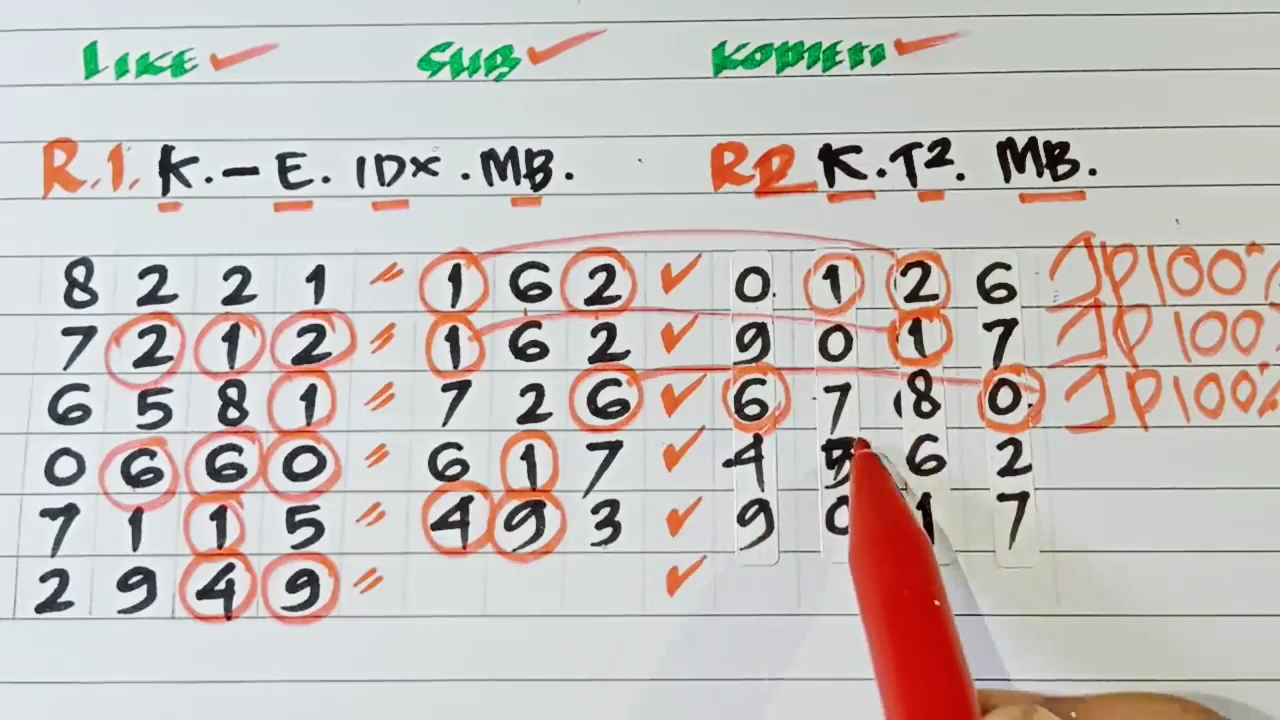 LIKE ✓ SUB ✓ KOMEN ✓
R.1. K.-E. IDX. MB. R2 K.T². MB.
8 2 2 1 = 1 6 2 ✓ 0 1 2 6 JP100%
7 2 1 2 = 1 6 2 ✓ 9 0 1 7 JP100
6 5 8 1 = 7 2 6 ✓ 6 7 8 0 JP100%
0 6 6 0 = 6 1 7 ✓ 4 6 2
7 1 1 5 = 4 9 3 ✓ 9 0 1 7
2 9 4 9 = ✓